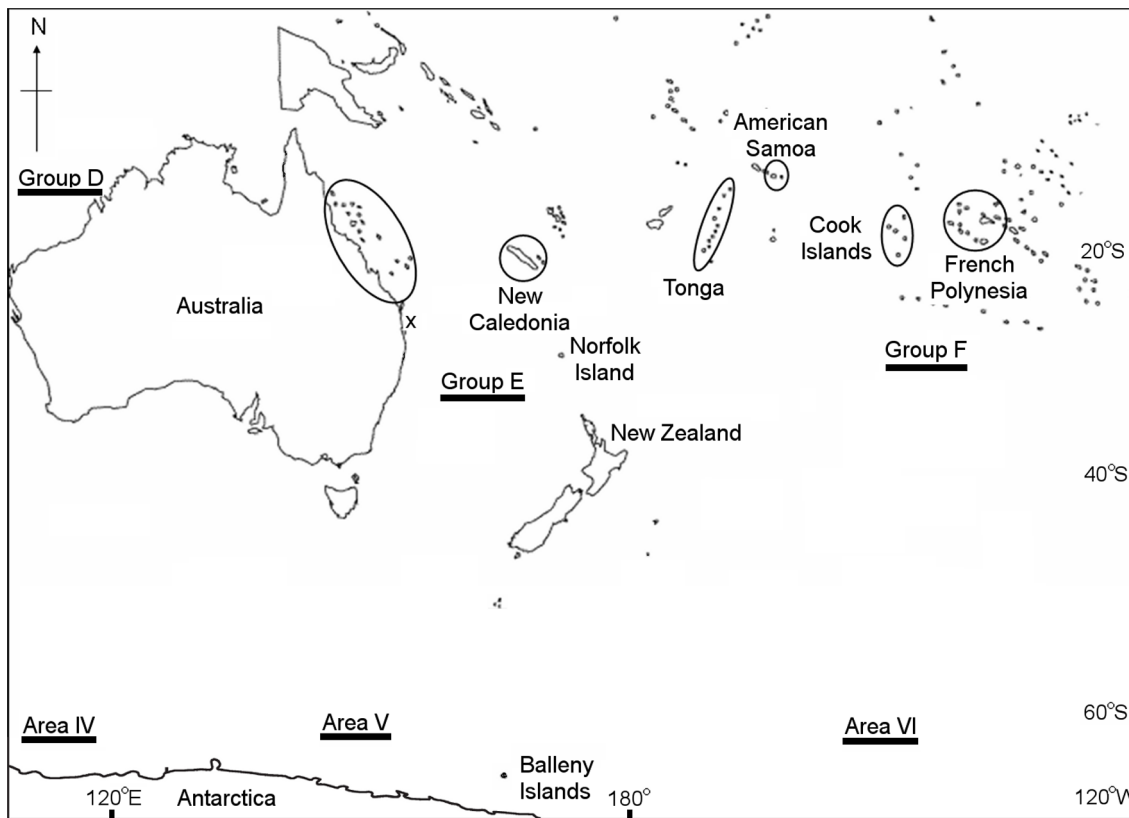 N
American
Samoa
Group D
Cook
Islands
20°S
French
Polynesia
Tonga
New
Caledonia
Australia
x
Norfolk
Island
Group F
Group E
New Zealand
40°S
60°S
Area IV
Area V
Area VI
Balleny
Islands
120°E
Antarctica
180°
120°W